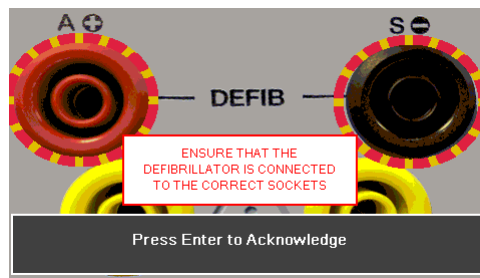 A + S −
DEFIB
ENSURE THAT THE
DEFIBRILLATOR IS CONNECTED
TO THE CORRECT SOCKETS
Press Enter to Acknowledge